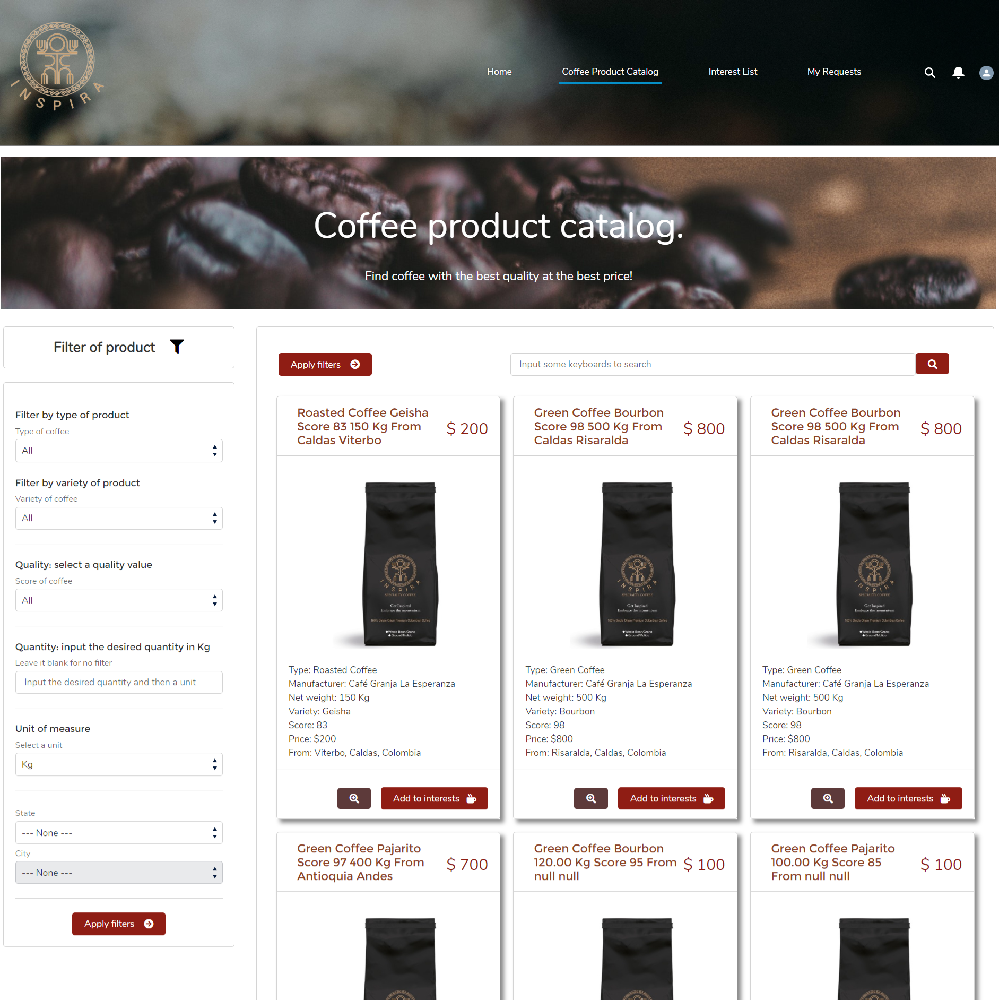 INSPIRA
Home
Coffee Product Catalog
Interest List
My Requests
Coffee product catalog.
Find coffee with the best quality at the best price!
Filter of product
Filter by type of product
Type of coffee
All
Filter by variety of product
Variety of coffee
All
Quality: select a quality value
Score of coffee
All
Quantity: input the desired quantity in Kg
Leave it blank for no filter
Input the desired quantity and then a unit
Unit of measure
Select a unit
Kg
State
--- None ---
City
--- None ---
Apply filters
Apply filters
Input some keyboards to search
Roasted Coffee Geisha
Score 83 150 Kg From
Caldas Viterbo
$ 200
INSPIRA
SPECIALTY COFFEE
Get Inspired
Embrace the momentum
100% Single Origin Premium Colombian Coffee
Whole Bean/Grano
Ground/Molido
Type: Roasted Coffee
Manufacturer: Café Granja La Esperanza
Net weight: 150 Kg
Variety: Geisha
Score: 83
Price: $200
From: Viterbo, Caldas, Colombia
Add to interests
Green Coffee Bourbon
Score 98 500 Kg From
Caldas Risaralda
$ 800
INSPIRA
SPECIALTY COFFEE
Get Inspired
Embrace the momentum
100% Single Origin Premium Colombian Coffee
Whole Bean/Grano
Ground/Molido
Type: Green Coffee
Manufacturer: Café Granja La Esperanza
Net weight: 500 Kg
Variety: Bourbon
Score: 98
Price: $800
From: Risaralda, Caldas, Colombia
Add to interests
Green Coffee Bourbon
Score 98 500 Kg From
Caldas Risaralda
$ 800
INSPIRA
SPECIALTY COFFEE
Get Inspired
Embrace the momentum
100% Single Origin Premium Colombian Coffee
Whole Bean/Grano
Ground/Molido
Type: Green Coffee
Manufacturer: Café Granja La Esperanza
Net weight: 500 Kg
Variety: Bourbon
Score: 98
Price: $800
From: Risaralda, Caldas, Colombia
Add to interests
Green Coffee Pajarito
Score 97 400 Kg From
Antioquia Andes
$ 700
Green Coffee Bourbon
120.00 Kg Score 95 From
null null
$ 100
Green Coffee Pajarito
100.00 Kg Score 85
From null null
$ 100